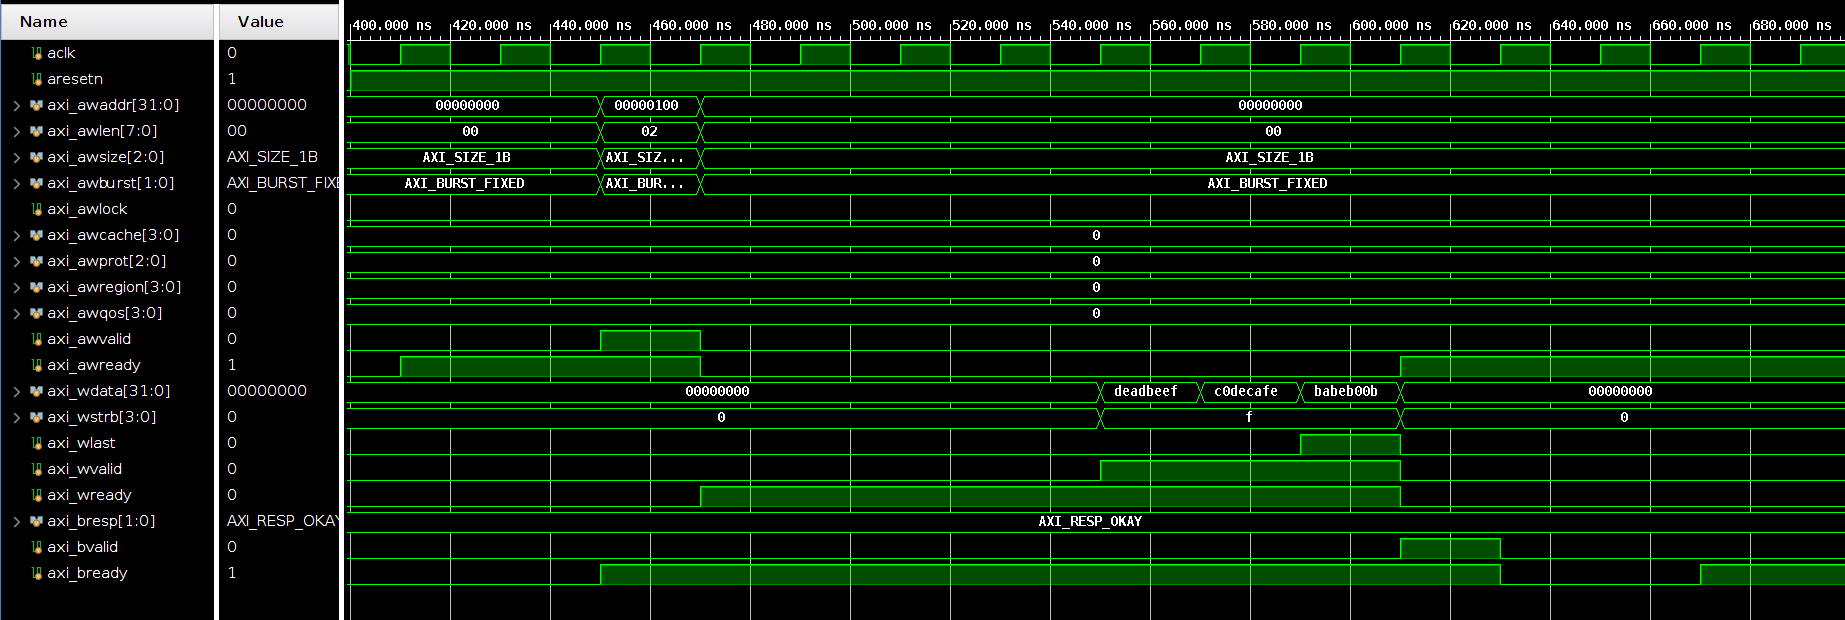 Name Value 400.000 ns 420.000 ns 440.000 ns 460.000 ns 480.000 ns 500.000 ns 520.000 ns 540.000 ns 560.000 ns 580.000 ns 600.000 ns 620.000 ns 640.000 ns 660.000 ns 680.000 ns
aclk 0
aresetn 1
axi_awaddr[31:0] 00000000 00000000 00000100 00000000
axi_awlen[7:0] 00 00 02 00
axi_awsize[2:0] AXI_SIZE_1B AXI_SIZE_1B AXI_SIZ... AXI_SIZE_1B
axi_awburst[1:0] AXI_BURST_FIXE AXI_BURST_FIXED AXI_BUR... AXI_BURST_FIXED
axi_awlock 0
axi_awcache[3:0] 0 0
axi_awprot[2:0] 0 0
axi_awregion[3:0] 0 0
axi_awqos[3:0] 0 0
axi_awvalid 0
axi_awready 1
axi_wdata[31:0] 00000000 00000000 deadbeef c0decafe babeb00b 00000000
axi_wstrb[3:0] 0 0 f 0
axi_wlast 0
axi_wvalid 0
axi_wready 0
axi_bresp[1:0] AXI_RESP_OKAY AXI_RESP_OKAY
axi_bvalid 0
axi_bready 1